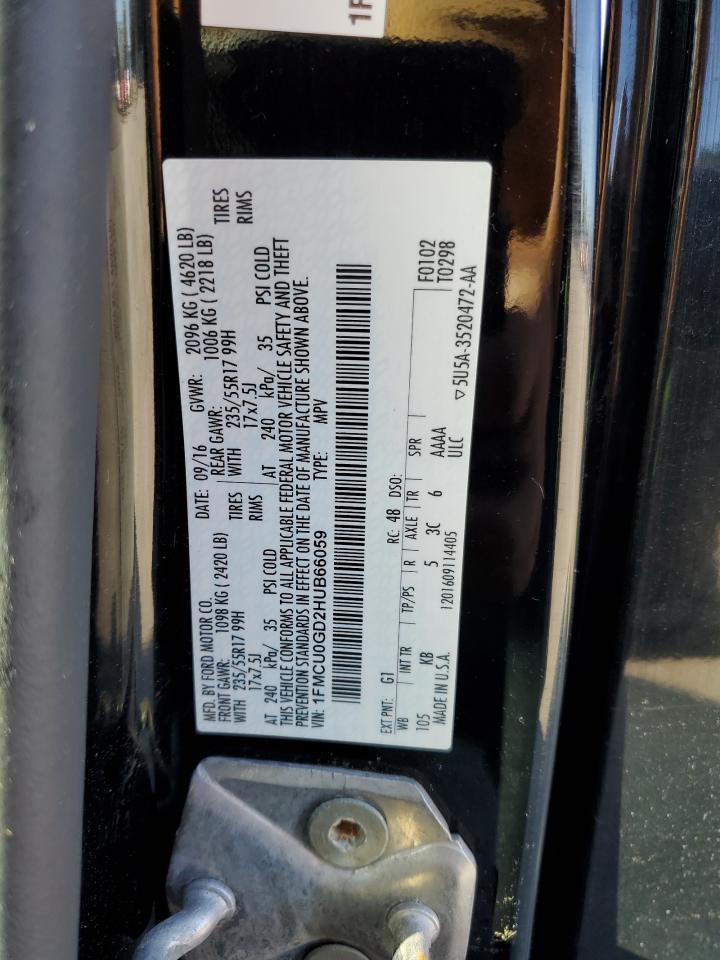 1F
MFD. BY FORD MOTOR CO. DATE: 09/16 GVWR: 2096 KG ( 4620 LB)
FRONT GAWR: 1098 KG ( 2420 LB) REAR GAWR: 1006 KG ( 2218 LB)
WITH 235/55R17 99H TIRES WITH 235/55R17 99H TIRES
17x7.5J RIMS 17x7.5J RIMS
AT 240 kPa/ 35 PSI COLD AT 240 kPa/ 35 PSI COLD
THIS VEHICLE CONFORMS TO ALL APPLICABLE FEDERAL MOTOR VEHICLE SAFETY AND THEFT
PREVENTION STANDARDS IN EFFECT ON THE DATE OF MANUFACTURE SHOWN ABOVE.
VIN: 1FMCU0GD2HUB66059 TYPE: MPV
EXT PNT: G1 RC: 48 DSO: F0102
WB INT TR TP/PS R AXLE TR SPR T0298
105 KB 5 3C 6 AAAA ▽5U5A-3520472-AA
MADE IN U.S.A. 1201609114405 ULC